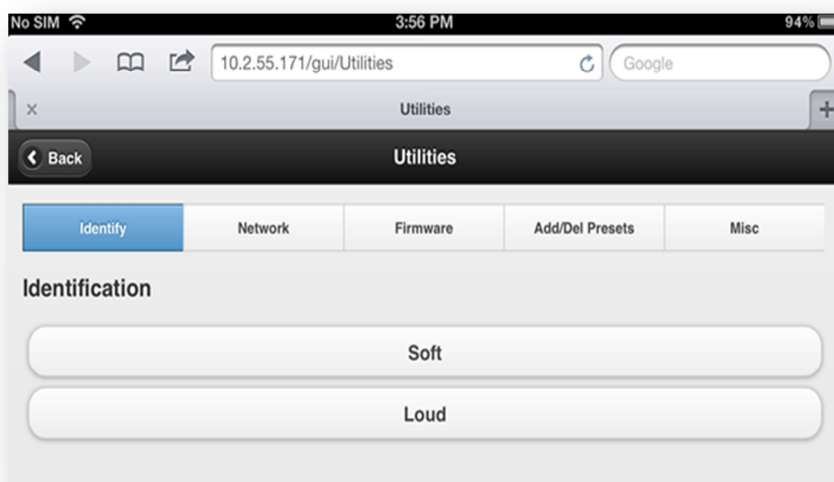 No SIM 3:56 PM 94%
10.2.55.171/gui/Utilities Google
Utilities
Back Utilities
Identify Network Firmware Add/Del Presets Misc
Identification
Soft
Loud